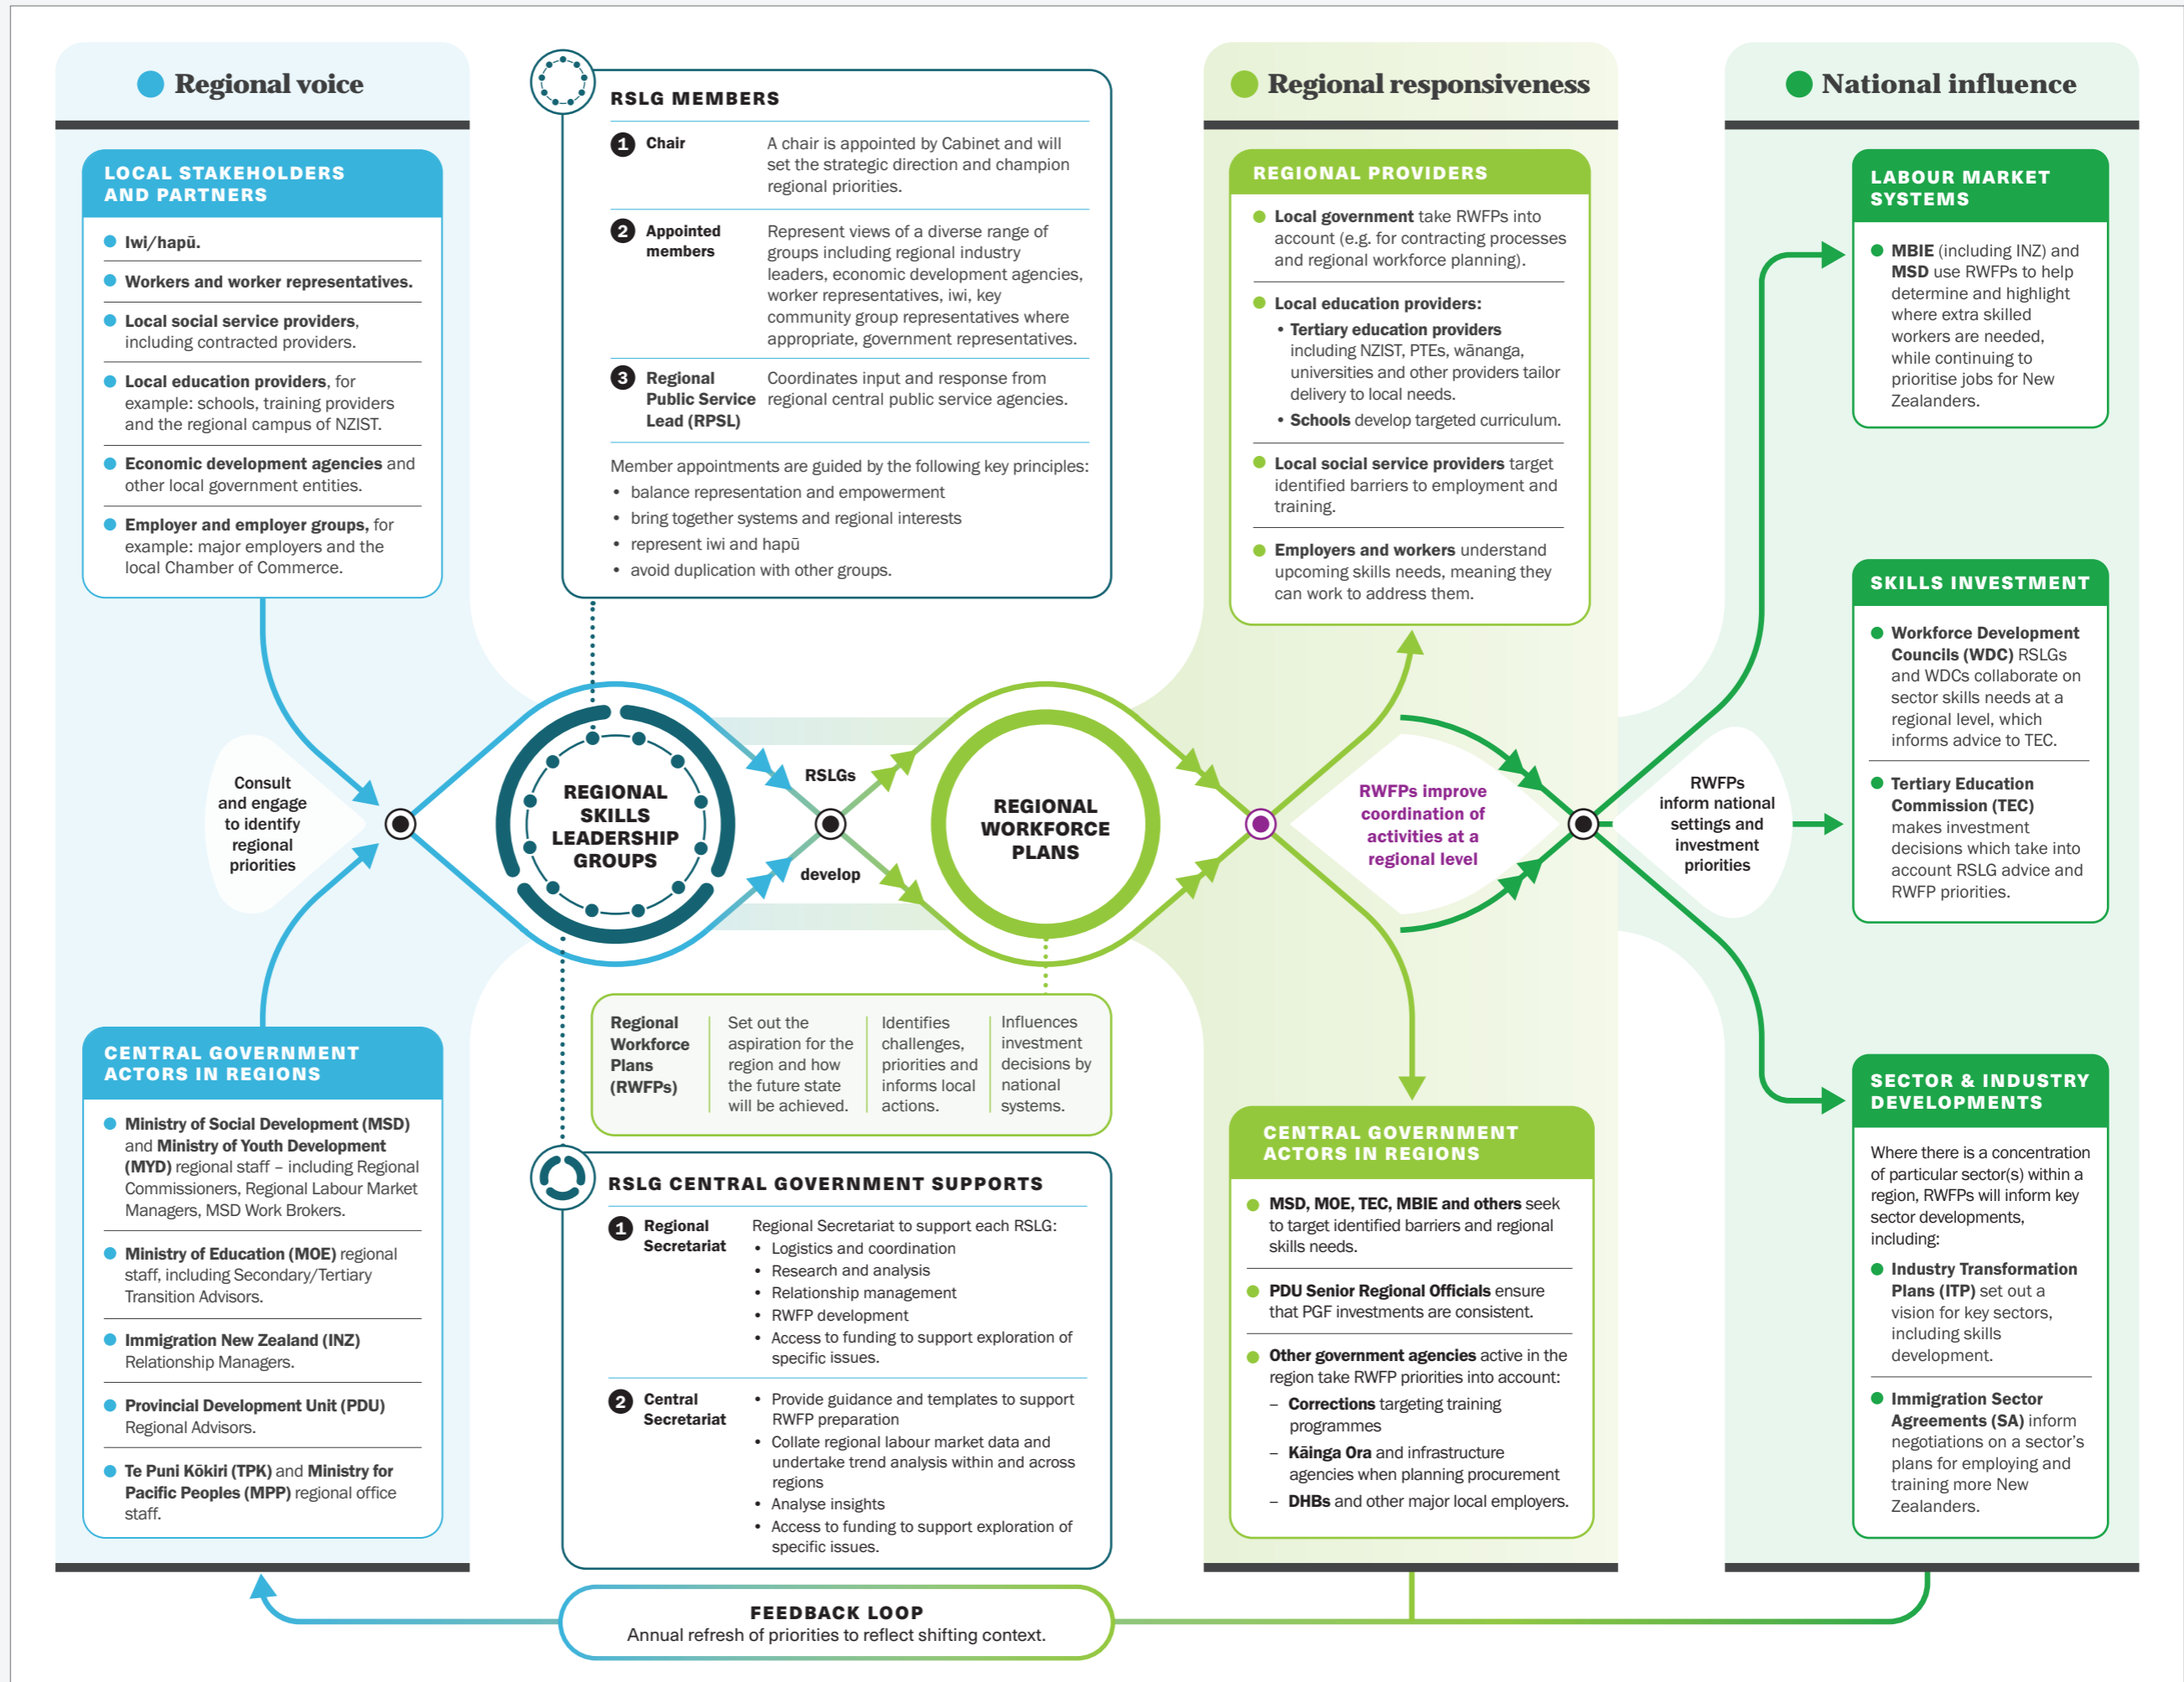 Regional voice
LOCAL STAKEHOLDERS
AND PARTNERS
Iwi/hapū.
Workers and worker representatives.
Local social service providers,
including contracted providers.
Local education providers, for
example: schools, training providers
and the regional campus of NZIST.
Economic development agencies and
other local government entities.
Employer and employer groups, for
example: major employers and the
local Chamber of Commerce.
Consult
and engage
to identify
regional
priorities
CENTRAL GOVERNMENT
ACTORS IN REGIONS
Ministry of Social Development (MSD)
and Ministry of Youth Development
(MYD) regional staff – including Regional
Commissioners, Regional Labour Market
Managers, MSD Work Brokers.
Ministry of Education (MOE) regional
staff, including Secondary/Tertiary
Transition Advisors.
Immigration New Zealand (INZ)
Relationship Managers.
Provincial Development Unit (PDU)
Regional Advisors.
Te Puni Kōkiri (TPK) and Ministry for
Pacific Peoples (MPP) regional office
staff.
RSLG MEMBERS
1 Chair
A chair is appointed by Cabinet and will
set the strategic direction and champion
regional priorities.
2 Appointed
members
Represent views of a diverse range of
groups including regional industry
leaders, economic development agencies,
worker representatives, iwi, key
community group representatives where
appropriate, government representatives.
3 Regional
Public Service
Lead (RPSL)
Coordinates input and response from
regional central public service agencies.
Member appointments are guided by the following key principles:
• balance representation and empowerment
• bring together systems and regional interests
• represent iwi and hapū
• avoid duplication with other groups.
REGIONAL
SKILLS
LEADERSHIP
GROUPS
RSLGs
develop
REGIONAL
WORKFORCE
PLANS
Regional
Workforce
Plans
(RWFPs)
Set out the
aspiration for the
region and how
the future state
will be achieved.
Identifies
challenges,
priorities and
informs local
actions.
Influences
investment
decisions by
national
systems.
RSLG CENTRAL GOVERNMENT SUPPORTS
1 Regional
Secretariat
Regional Secretariat to support each RSLG:
• Logistics and coordination
• Research and analysis
• Relationship management
• RWFP development
• Access to funding to support exploration of
specific issues.
2 Central
Secretariat
• Provide guidance and templates to support
RWFP preparation
• Collate regional labour market data and
undertake trend analysis within and across
regions
• Analyse insights
• Access to funding to support exploration of
specific issues.
Regional responsiveness
REGIONAL PROVIDERS
Local government take RWFPs into
account (e.g. for contracting processes
and regional workforce planning).
Local education providers:
• Tertiary education providers
including NZIST, PTEs, wānanga,
universities and other providers tailor
delivery to local needs.
• Schools develop targeted curriculum.
Local social service providers target
identified barriers to employment and
training.
Employers and workers understand
upcoming skills needs, meaning they
can work to address them.
RWFPs improve
coordination of
activities at a
regional level
CENTRAL GOVERNMENT
ACTORS IN REGIONS
MSD, MOE, TEC, MBIE and others seek
to target identified barriers and regional
skills needs.
PDU Senior Regional Officials ensure
that PGF investments are consistent.
Other government agencies active in the
region take RWFP priorities into account:
– Corrections targeting training
programmes
– Kāinga Ora and infrastructure
agencies when planning procurement
– DHBs and other major local employers.
National influence
LABOUR MARKET
SYSTEMS
MBIE (including INZ) and
MSD use RWFPs to help
determine and highlight
where extra skilled
workers are needed,
while continuing to
prioritise jobs for New
Zealanders.
SKILLS INVESTMENT
Workforce Development
Councils (WDC) RSLGs
and WDCs collaborate on
sector skills needs at a
regional level, which
informs advice to TEC.
Tertiary Education
Commission (TEC)
makes investment
decisions which take into
account RSLG advice and
RWFP priorities.
RWFPs
inform national
settings and
investment
priorities
SECTOR & INDUSTRY
DEVELOPMENTS
Where there is a concentration
of particular sector(s) within a
region, RWFPs will inform key
sector developments,
including:
Industry Transformation
Plans (ITP) set out a
vision for key sectors,
including skills
development.
Immigration Sector
Agreements (SA) inform
negotiations on a sector's
plans for employing and
training more New
Zealanders.
FEEDBACK LOOP
Annual refresh of priorities to reflect shifting context.